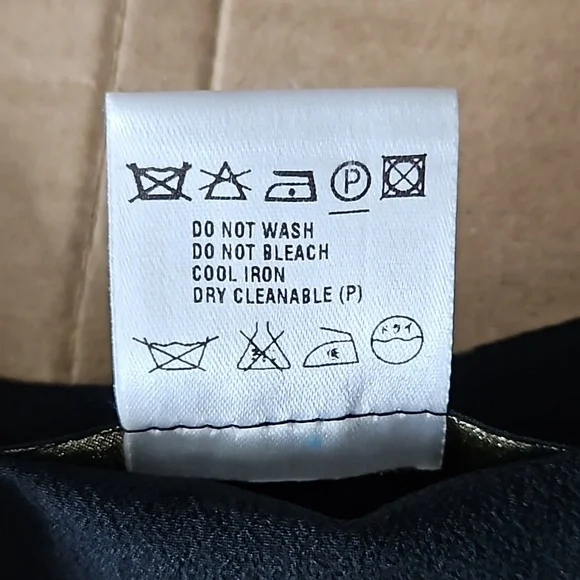 P
DO NOT WASH
DO NOT BLEACH
COOL IRON
DRY CLEANABLE (P)
ドライ